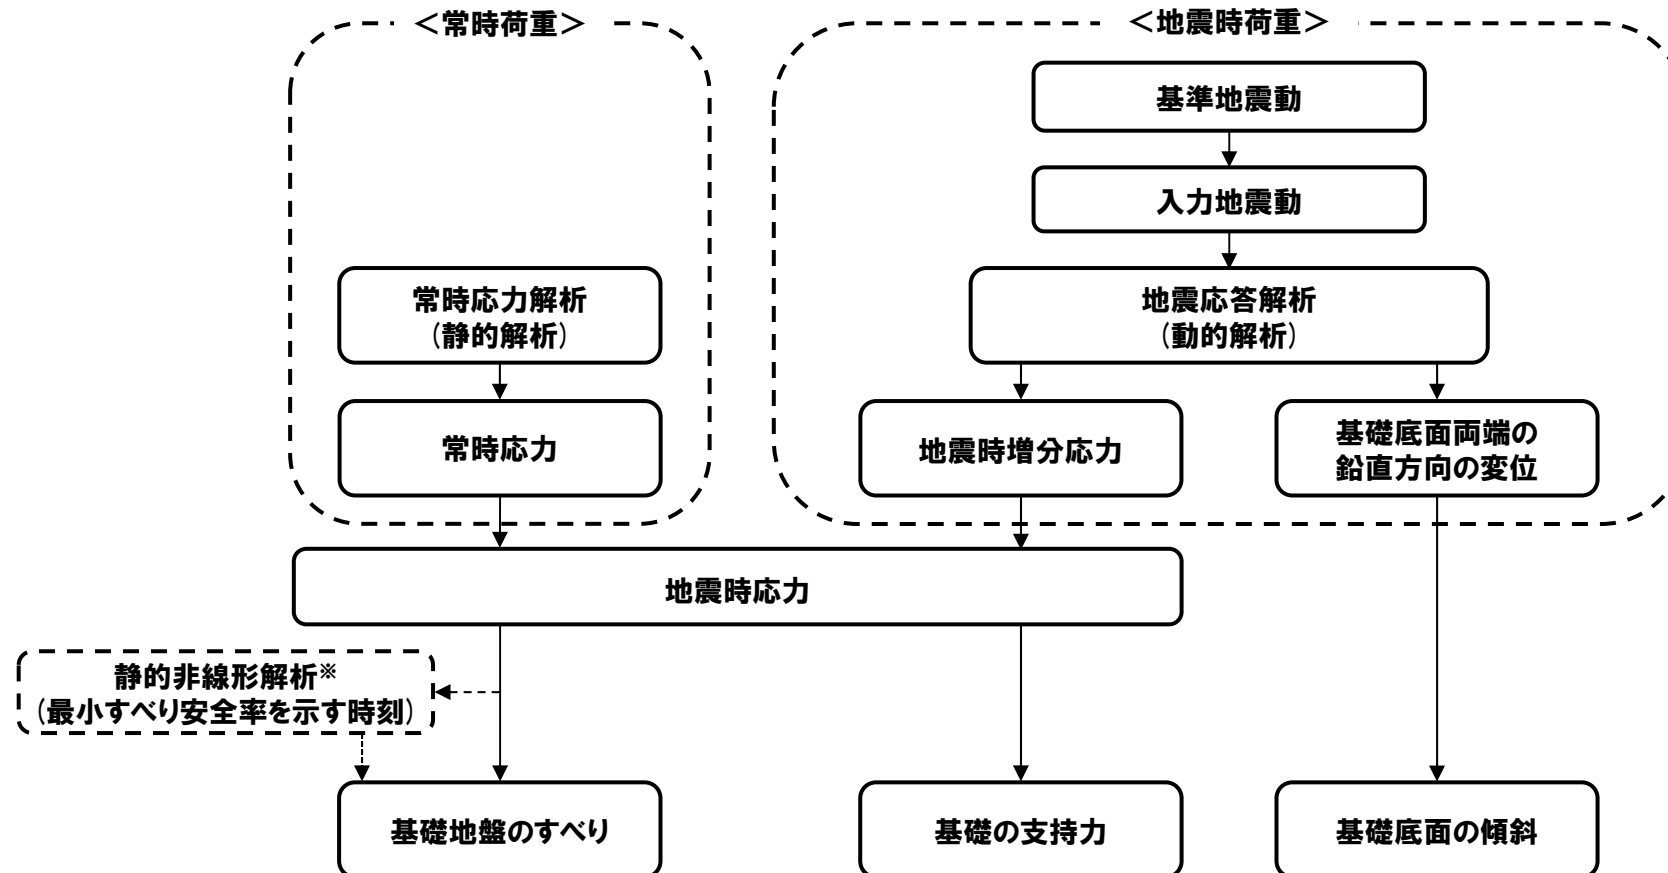 ＜常時荷重＞
＜地震時荷重＞
基準地震動
入力地震動
常時応力解析
（静的解析）
地震応答解析
（動的解析）
常時応力
地震時増分応力
基礎底面両端の
鉛直方向の変位
地震時応力
静的非線形解析※
（最小すべり安全率を示す時刻）
基礎地盤のすべり
基礎の支持力
基礎底面の傾斜